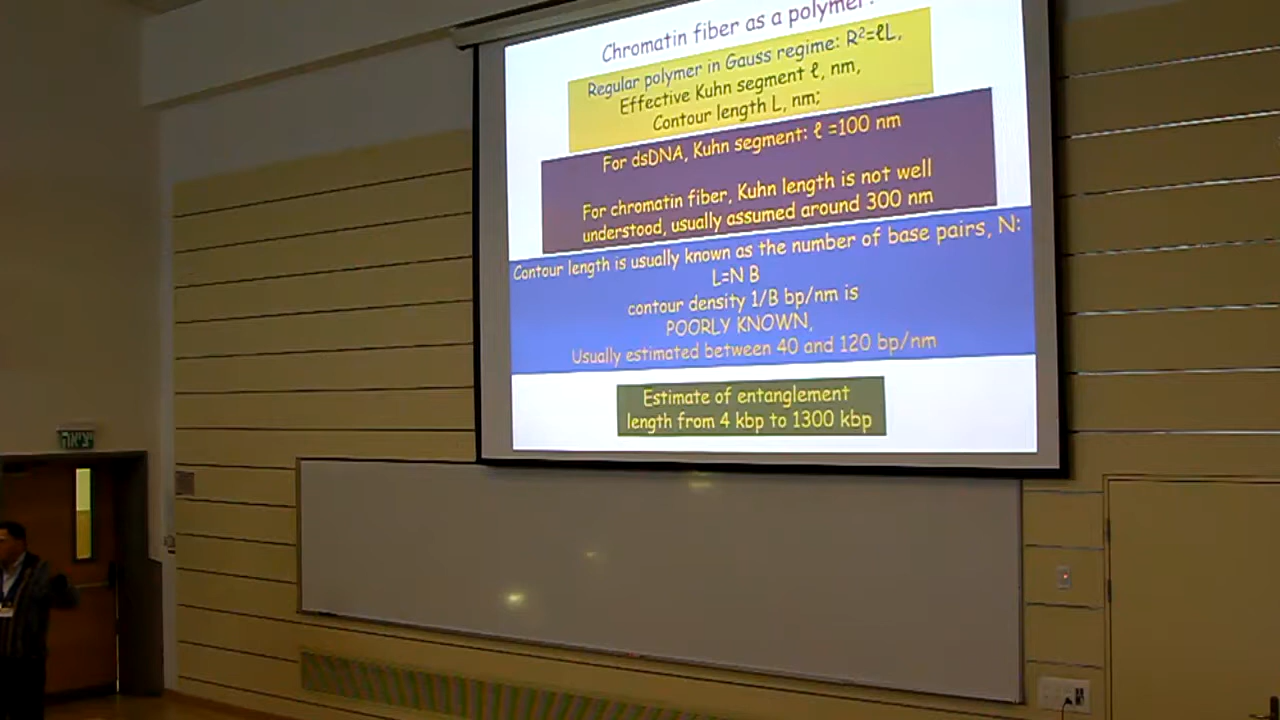 Chromatin fiber as a polymer?
Regular polymer in Gauss regime: R²=ℓL,
Effective Kuhn segment ℓ, nm,
Contour length L, nm;
For dsDNA, Kuhn segment: ℓ =100 nm
For chromatin fiber, Kuhn length is not well
understood, usually assumed around 300 nm
Contour length is usually known as the number of base pairs, N:
L=N B
contour density 1/B bp/nm is
POORLY KNOWN,
Usually estimated between 40 and 120 bp/nm
Estimate of entanglement
length from 4 kbp to 1300 kbp
יציאה